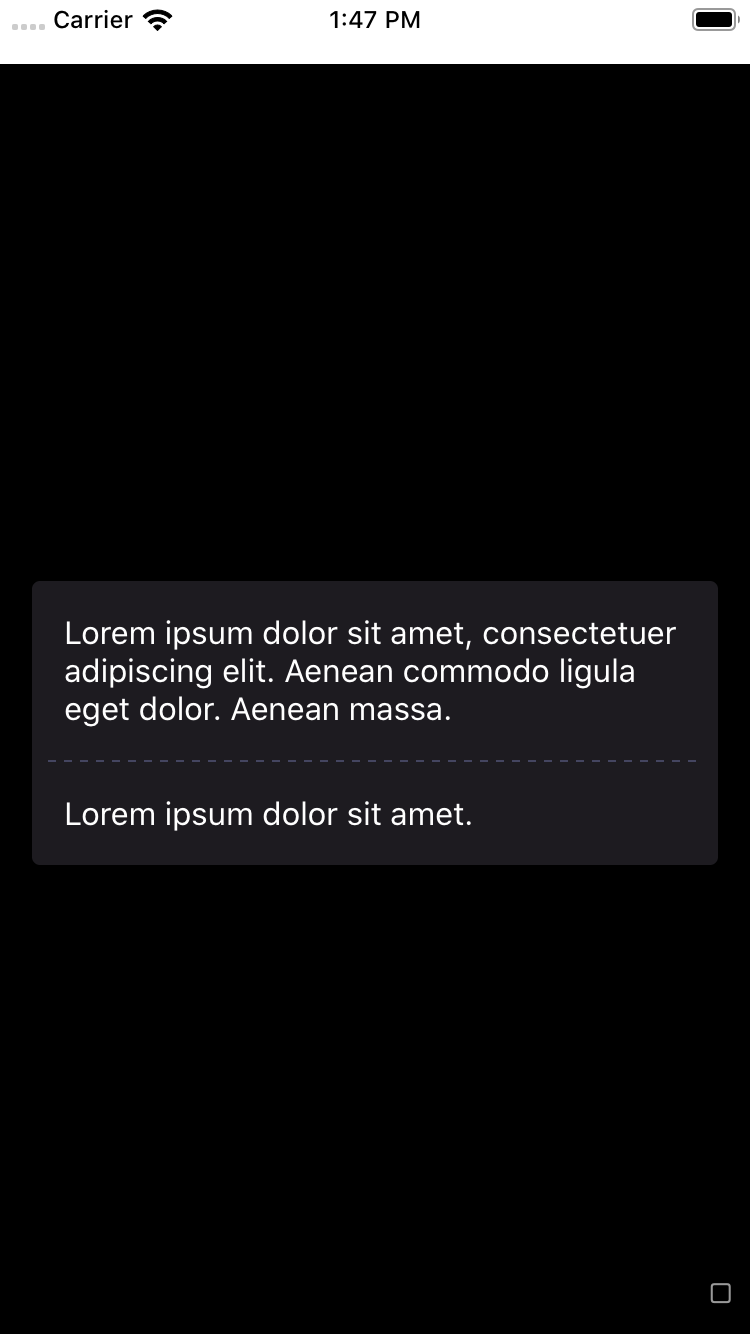 Carrier 1:47 PM
Lorem ipsum dolor sit amet, consectetuer
adipiscing elit. Aenean commodo ligula
eget dolor. Aenean massa.
Lorem ipsum dolor sit amet.